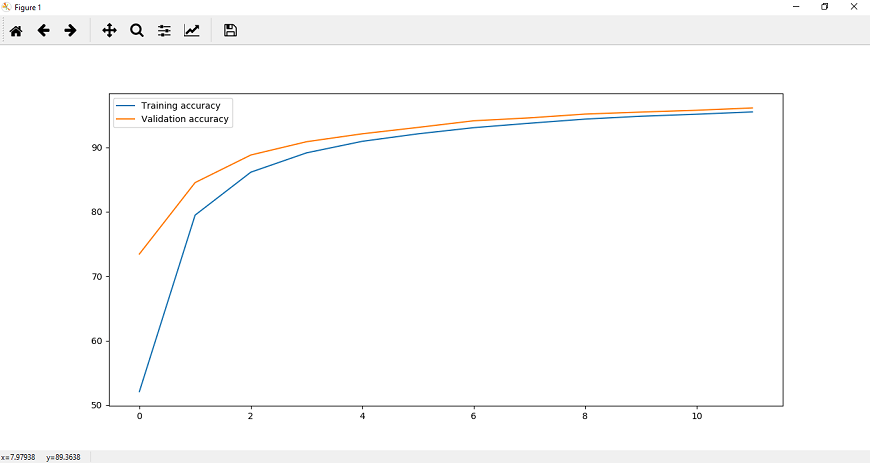 Figure 1
Training accuracy
Validation accuracy
90
80
70
60
50
0 2 4 6 8 10
x=7.97938 y=89.3638